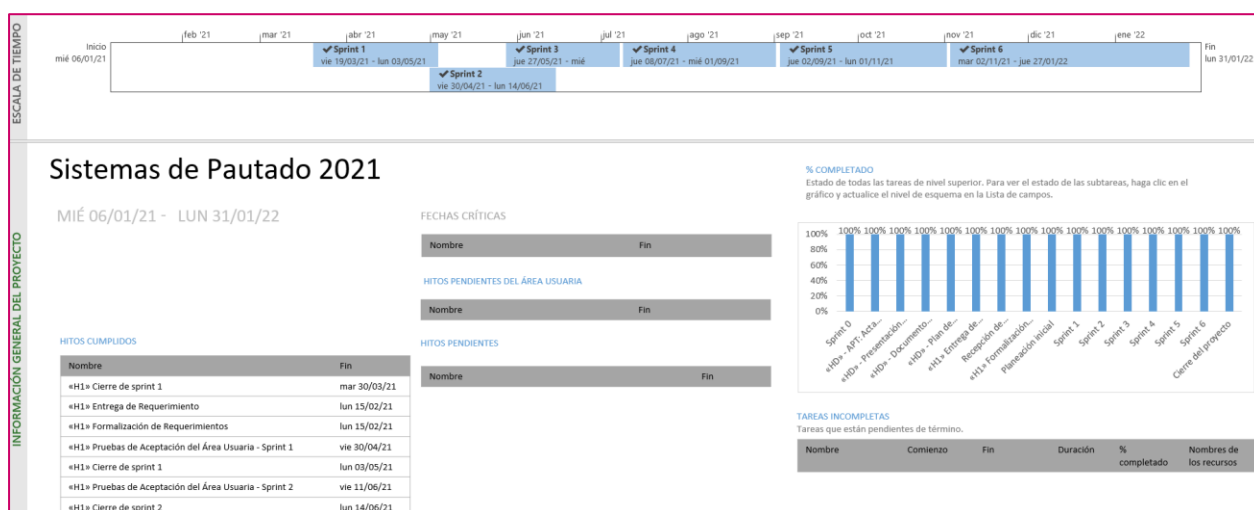 ESCALA DE TIEMPO
Inicio
mié 06/01/21
feb '21 mar '21 abr '21 may '21 jun '21 jul '21 ago '21 sep '21 oct '21 nov '21 dic '21 ene '22
Sprint 1
vie 19/03/21 - lun 03/05/21
Sprint 2
vie 30/04/21 - lun 14/06/21
Sprint 3
jue 27/05/21 - mié
Sprint 4
jue 08/07/21 - mié 01/09/21
Sprint 5
jue 02/09/21 - lun 01/11/21
Sprint 6
mar 02/11/21 - jue 27/01/22
Fin
lun 31/01/22
INFORMACIÓN GENERAL DEL PROYECTO
Sistemas de Pautado 2021
MIÉ 06/01/21 - LUN 31/01/22
HITOS CUMPLIDOS
Nombre Fin
«H1» Cierre de sprint 1 mar 30/03/21
«H1» Entrega de Requerimiento lun 15/02/21
«H1» Formalización de Requerimientos lun 15/02/21
«H1» Pruebas de Aceptación del Área Usuaria - Sprint 1 vie 30/04/21
«H1» Cierre de sprint 1 lun 03/05/21
«H1» Pruebas de Aceptación del Área Usuaria - Sprint 2 vie 11/06/21
«H1» Cierre de sprint 2 lun 14/06/21
FECHAS CRÍTICAS
Nombre Fin
HITOS PENDIENTES DEL ÁREA USUARIA
Nombre Fin
HITOS PENDIENTES
Nombre Fin
% COMPLETADO
Estado de todas las tareas de nivel superior. Para ver el estado de las subtareas, haga clic en el
gráfico y actualice el nivel de esquema en la Lista de campos.
100% 100% 100% 100% 100% 100% 100% 100% 100% 100% 100% 100% 100% 100% 100%
100%
80%
60%
40%
20%
0%
Sprint 0
«HD» - APT: Acta...
«HD» - Presentación...
«HD» - Documento...
«HD» - Plan de...
«H1» Entrega de...
Recepción de...
«H1» Formalización...
Planeación inicial
Sprint 1
Sprint 2
Sprint 3
Sprint 4
Sprint 5
Sprint 6
Cierre del proyecto
TAREAS INCOMPLETAS
Tareas que están pendientes de término.
Nombre Comienzo Fin Duración % completado Nombres de los recursos